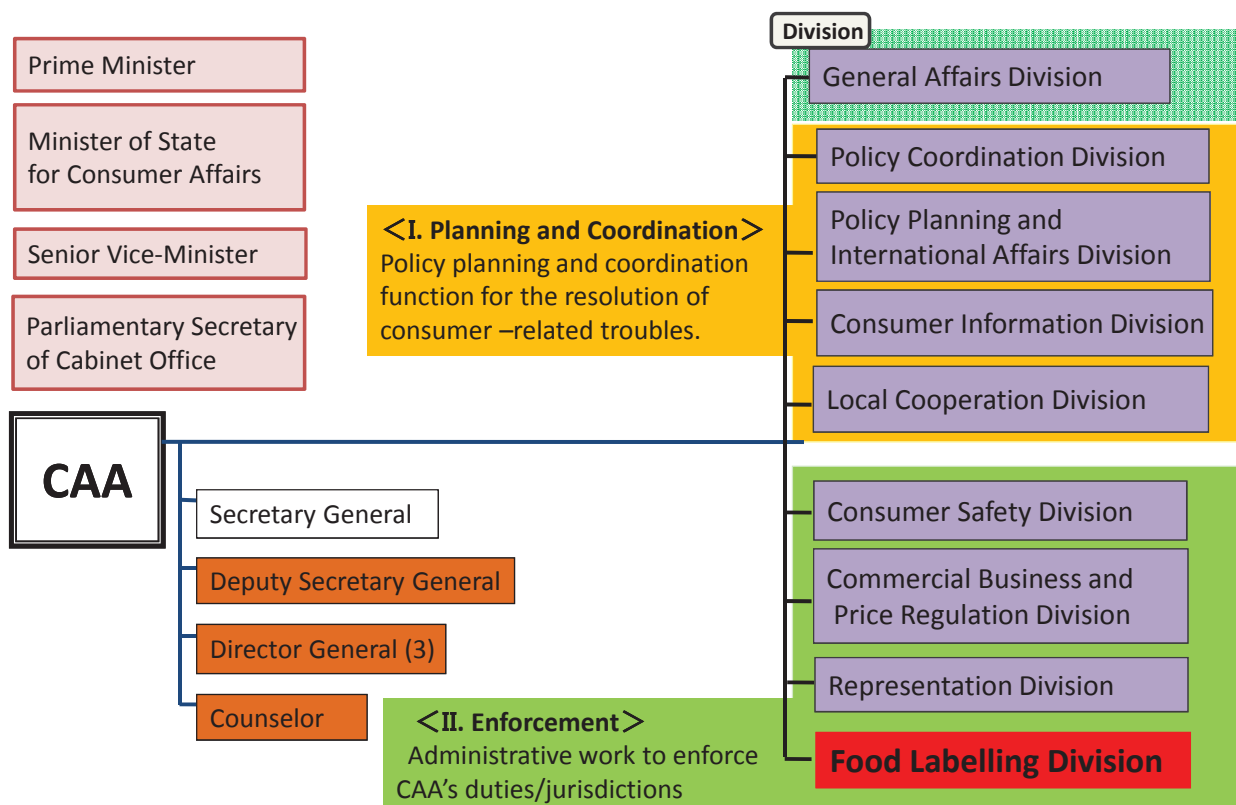 Prime Minister
Minister of State
for Consumer Affairs
Senior Vice-Minister
Parliamentary Secretary
of Cabinet Office
CAA
Secretary General
Deputy Secretary General
Director General (3)
Counselor
<I. Planning and Coordination>
Policy planning and coordination
function for the resolution of
consumer –related troubles.
<II. Enforcement>
Administrative work to enforce
CAA’s duties/jurisdictions
Division
General Affairs Division
Policy Coordination Division
Policy Planning and
International Affairs Division
Consumer Information Division
Local Cooperation Division
Consumer Safety Division
Commercial Business and
Price Regulation Division
Representation Division
Food Labelling Division